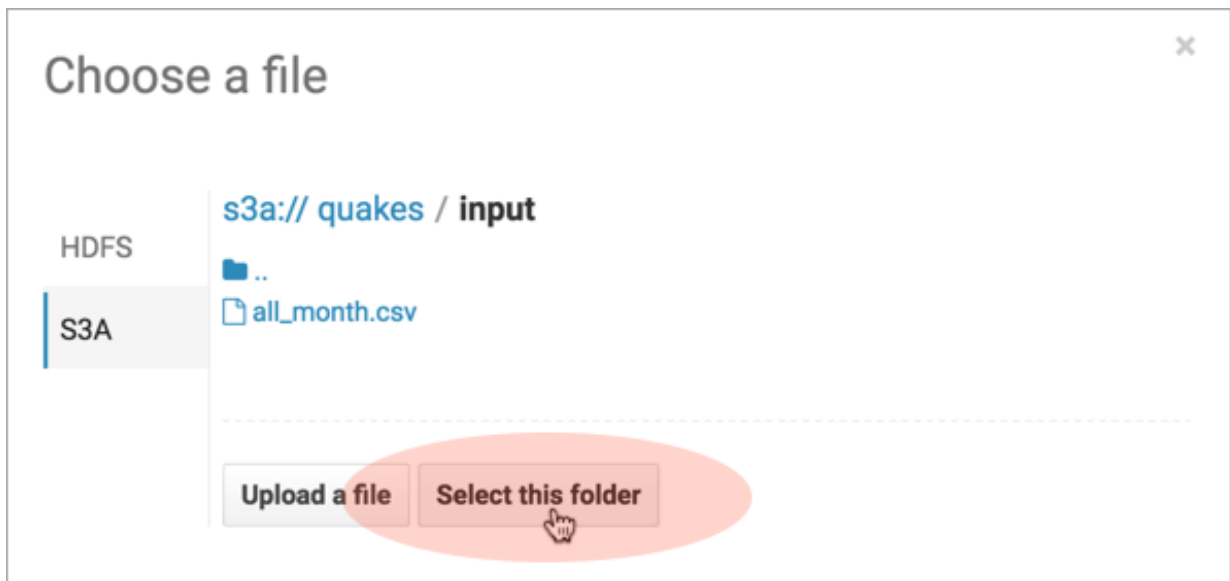 Choose a file
×
s3a:// quakes / input
HDFS
..
all_month.csv
S3A
Upload a file
Select this folder